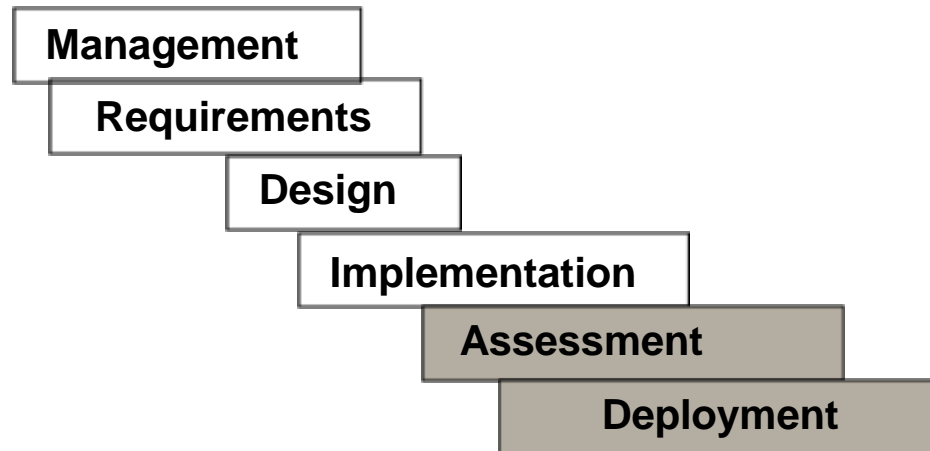 Management
Requirements
Design
Implementation
Assessment
Deployment